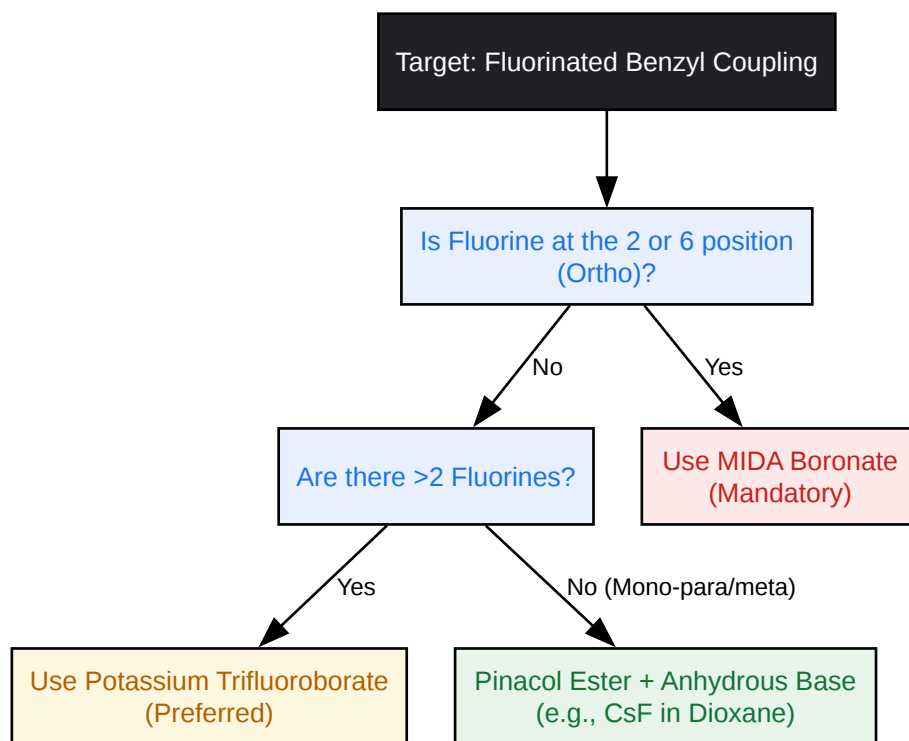 Target: Fluorinated Benzyl Coupling
Is Fluorine at the 2 or 6 position
(Ortho)?
No
Yes
Are there >2 Fluorines?
Use MIDA Boronate
(Mandatory)
Yes
No (Mono-para/meta)
Use Potassium Trifluoroborate
(Preferred)
Pinacol Ester + Anhydrous Base
(e.g., CsF in Dioxane)